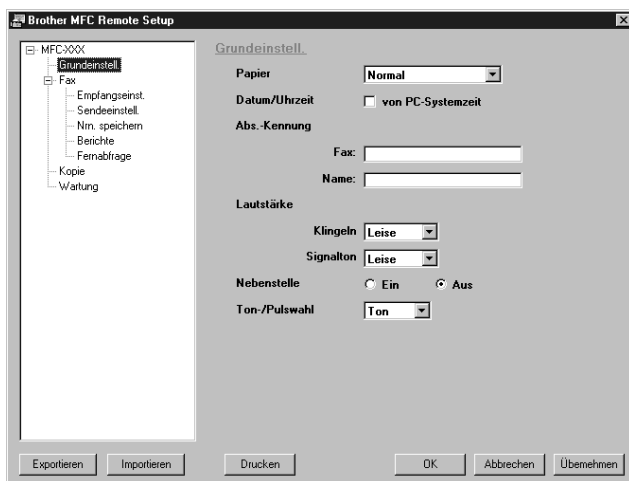 Brother MFC Remote Setup
MFC-XXX
Grundeinstell.
Fax
Empfangseinst.
Sendeeinstell.
Nrn. speichern
Berichte
Fernabfrage
Kopie
Wartung
Grundeinstell.
Papier Normal
Datum/Uhrzeit von PC-Systemzeit
Abs.-Kennung
Fax:
Name:
Lautstärke
Klingeln Leise
Signalton Leise
Nebenstelle Ein Aus
Ton-/Pulswahl Ton
Exportieren Importieren Drucken OK Abbrechen Übernehmen